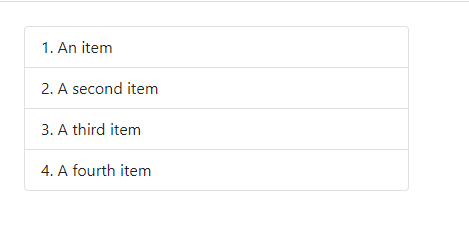 1. An item
2. A second item
3. A third item
4. A fourth item